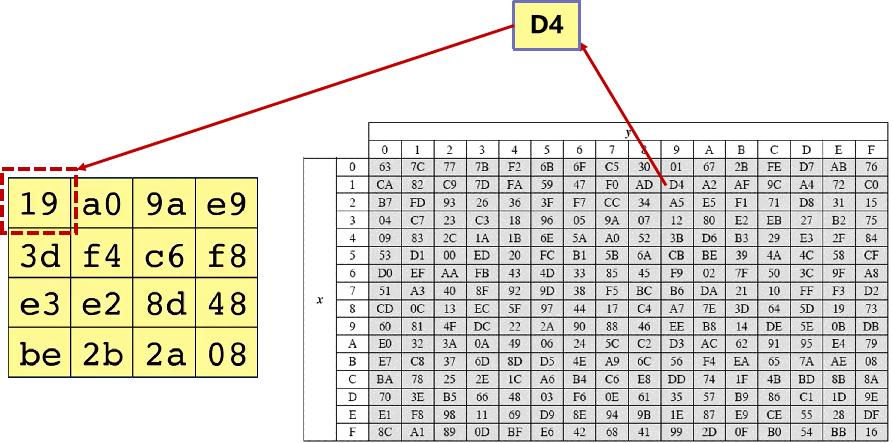 D4
19 a0 9a e9
3d f4 c6 f8
e3 e2 8d 48
be 2b 2a 08
y
0 1 2 3 4 5 6 7 8 9 A B C D E F
x
0 63 7C 77 7B F2 6B 6F C5 30 01 67 2B FE D7 AB 76
1 CA 82 C9 7D FA 59 47 F0 AD D4 A2 AF 9C A4 72 C0
2 B7 FD 93 26 36 3F F7 CC 34 A5 E5 F1 71 D8 31 15
3 04 C7 23 C3 18 96 05 9A 07 12 80 E2 EB 27 B2 75
4 09 83 2C 1A 1B 6E 5A A0 52 3B D6 B3 29 E3 2F 84
5 53 D1 00 ED 20 FC B1 5B 6A CB BE 39 4A 4C 58 CF
6 D0 EF AA FB 43 4D 33 85 45 F9 02 7F 50 3C 9F A8
7 51 A3 40 8F 92 9D 38 F5 BC B6 DA 21 10 FF F3 D2
8 CD 0C 13 EC 5F 97 44 17 C4 A7 7E 3D 64 5D 19 73
9 60 81 4F DC 22 2A 90 88 46 EE B8 14 DE 5E 0B DB
A E0 32 3A 0A 49 06 24 5C C2 D3 AC 62 91 95 E4 79
B E7 C8 37 6D 8D D5 4E A9 6C 56 F4 EA 65 7A AE 08
C BA 78 25 2E 1C A6 B4 C6 E8 DD 74 1F 4B BD 8B 8A
D 70 3E B5 66 48 03 F6 0E 61 35 57 B9 86 C1 1D 9E
E E1 F8 98 11 69 D9 8E 94 9B 1E 87 E9 CE 55 28 DF
F 8C A1 89 0D BF E6 42 68 41 99 2D 0F B0 54 BB 16